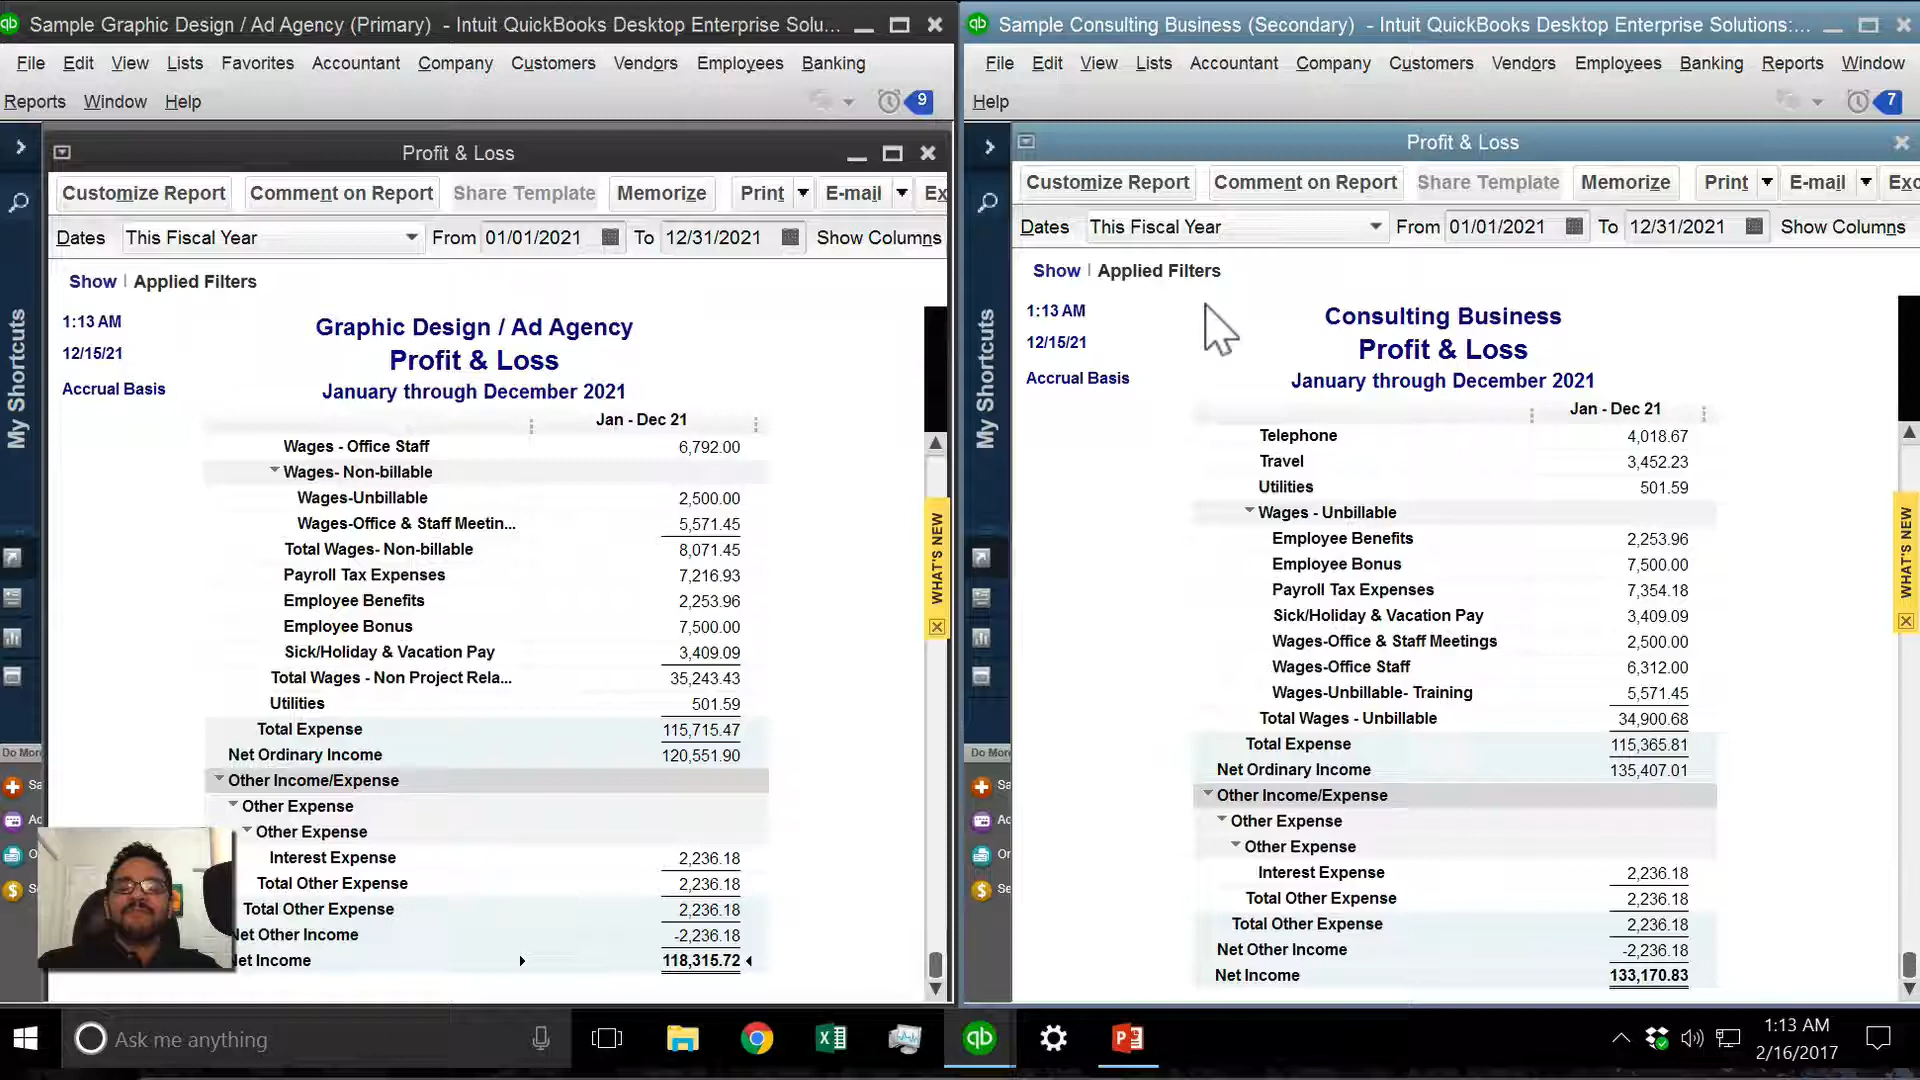 Sample Graphic Design / Ad Agency (Primary) - Intuit QuickBooks Desktop Enterprise Solu...
File Edit View Lists Favorites Accountant Company Customers Vendors Employees Banking
Reports Window Help
9
Profit & Loss
Customize Report Comment on Report Share Template Memorize Print E-mail Ex
Dates This Fiscal Year From 01/01/2021 To 12/31/2021 Show Columns
Show Applied Filters
1:13 AM
12/15/21
Accrual Basis
Graphic Design / Ad Agency
Profit & Loss
January through December 2021
Jan - Dec 21
Wages - Office Staff 6,792.00
Wages- Non-billable
Wages-Unbillable 2,500.00
Wages-Office & Staff Meetin... 5,571.45
Total Wages- Non-billable 8,071.45
Payroll Tax Expenses 7,216.93
Employee Benefits 2,253.96
Employee Bonus 7,500.00
Sick/Holiday & Vacation Pay 3,409.09
Total Wages - Non Project Rela... 35,243.43
Utilities 501.59
Total Expense 115,715.47
Net Ordinary Income 120,551.90
Other Income/Expense
Other Expense
Other Expense
Interest Expense 2,236.18
Total Other Expense 2,236.18
Total Other Expense 2,236.18
Net Other Income -2,236.18
Net Income 118,315.72
My Shortcuts
Do More
Sa
Ac
O
S
WHAT'S NEW
Sample Consulting Business (Secondary) - Intuit QuickBooks Desktop Enterprise Solutions:...
File Edit View Lists Accountant Company Customers Vendors Employees Banking Reports Window
Help
7
Profit & Loss
Customize Report Comment on Report Share Template Memorize Print E-mail Exc
Dates This Fiscal Year From 01/01/2021 To 12/31/2021 Show Columns
Show Applied Filters
1:13 AM
12/15/21
Accrual Basis
Consulting Business
Profit & Loss
January through December 2021
Jan - Dec 21
Telephone 4,018.67
Travel 3,452.23
Utilities 501.59
Wages - Unbillable
Employee Benefits 2,253.96
Employee Bonus 7,500.00
Payroll Tax Expenses 7,354.18
Sick/Holiday & Vacation Pay 3,409.09
Wages-Office & Staff Meetings 2,500.00
Wages-Office Staff 6,312.00
Wages-Unbillable- Training 5,571.45
Total Wages - Unbillable 34,900.68
Total Expense 115,365.81
Net Ordinary Income 135,407.01
Other Income/Expense
Other Expense
Other Expense
Interest Expense 2,236.18
Total Other Expense 2,236.18
Total Other Expense 2,236.18
Net Other Income -2,236.18
Net Income 133,170.83
My Shortcuts
Do More
Sa
Ac
Or
Se
WHAT'S NEW
Ask me anything
1:13 AM
2/16/2017